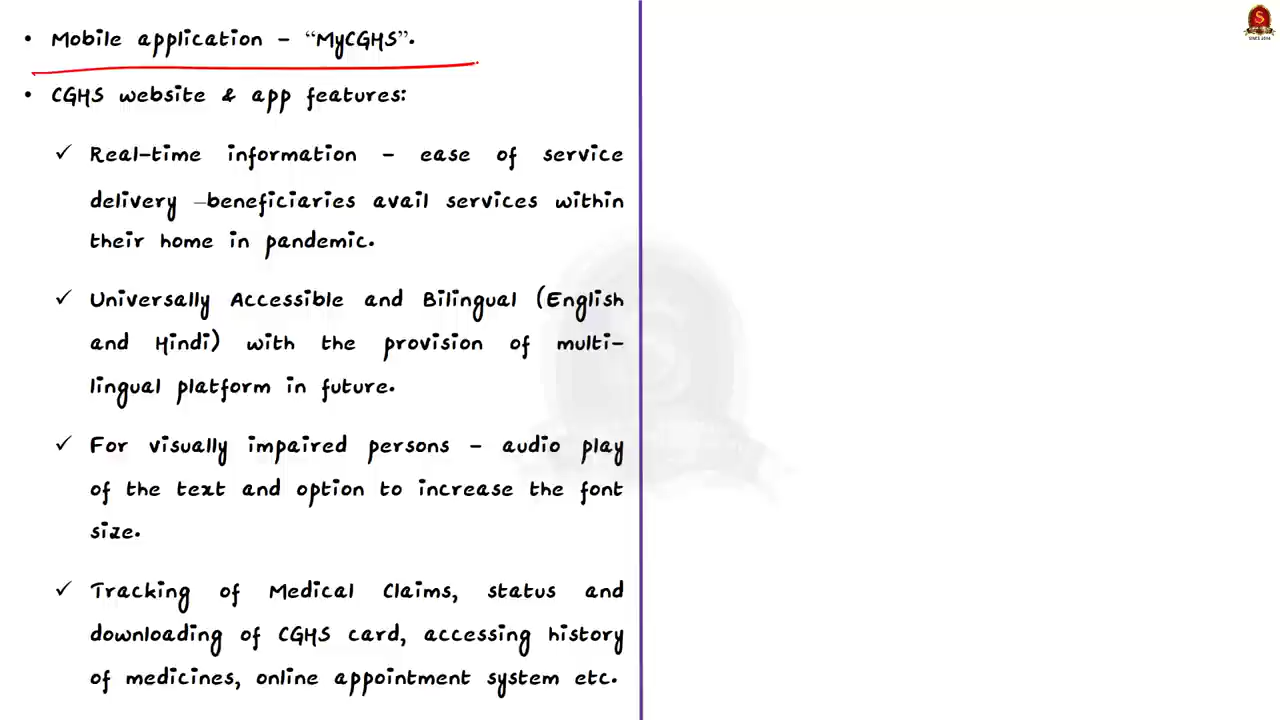 • Mobile application – “MyCGHS”.
• CGHS website & app features:
✓ Real-time information – ease of service
delivery –beneficiaries avail services within
their home in pandemic.
✓ Universally Accessible and Bilingual (English
and Hindi) with the provision of multi-
lingual platform in future.
✓ For visually impaired persons – audio play
of the text and option to increase the font
size.
✓ Tracking of Medical Claims, status and
downloading of CGHS card, accessing history
of medicines, online appointment system etc.